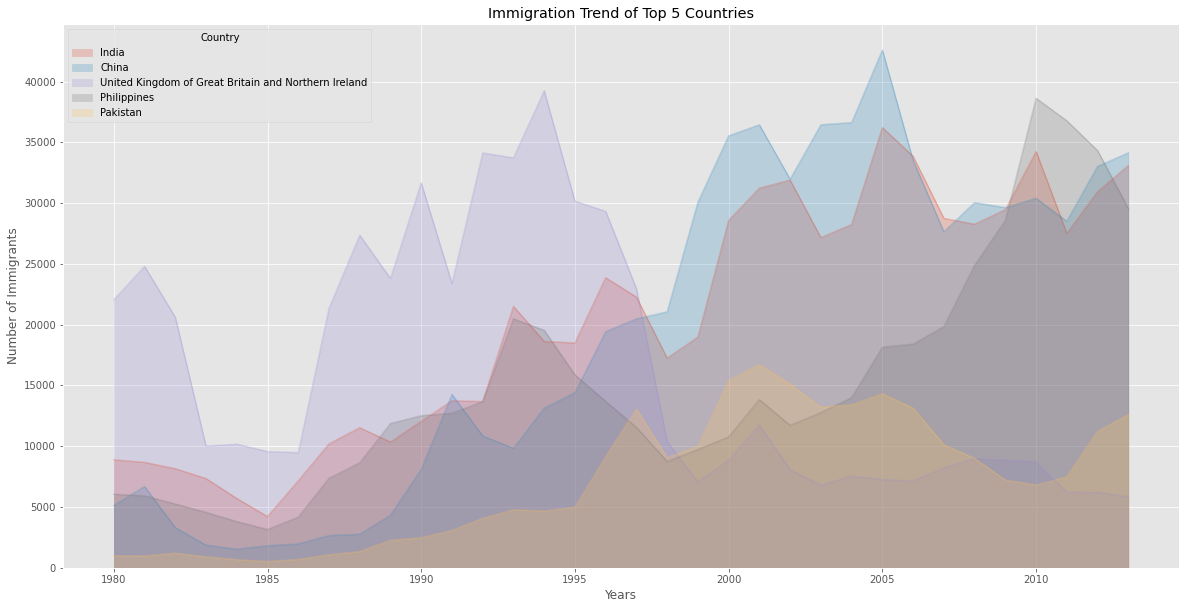 Immigration Trend of Top 5 Countries
Country
India
China
United Kingdom of Great Britain and Northern Ireland
Philippines
Pakistan
Number of Immigrants
40000
35000
30000
25000
20000
15000
10000
5000
0
1980 1985 1990 1995 2000 2005 2010
Years